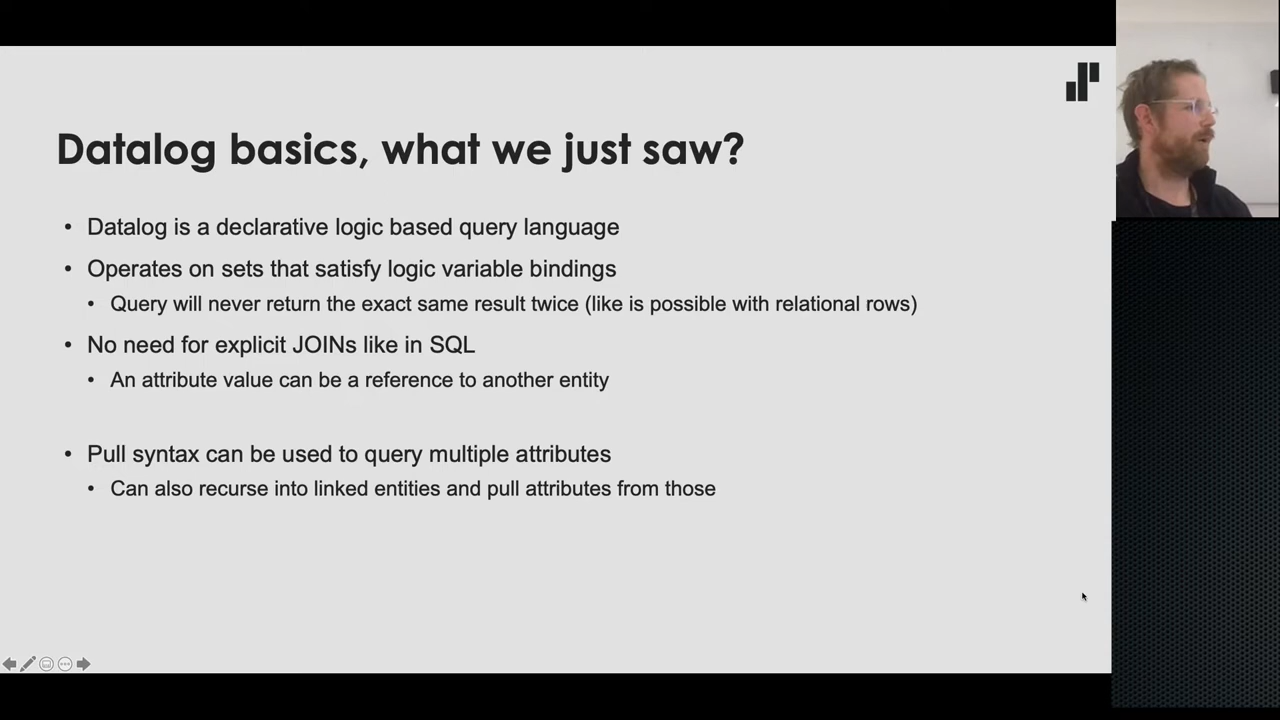 Datalog basics, what we just saw?
• Datalog is a declarative logic based query language
• Operates on sets that satisfy logic variable bindings
• Query will never return the exact same result twice (like is possible with relational rows)
• No need for explicit JOINs like in SQL
• An attribute value can be a reference to another entity
• Pull syntax can be used to query multiple attributes
• Can also recurse into linked entities and pull attributes from those